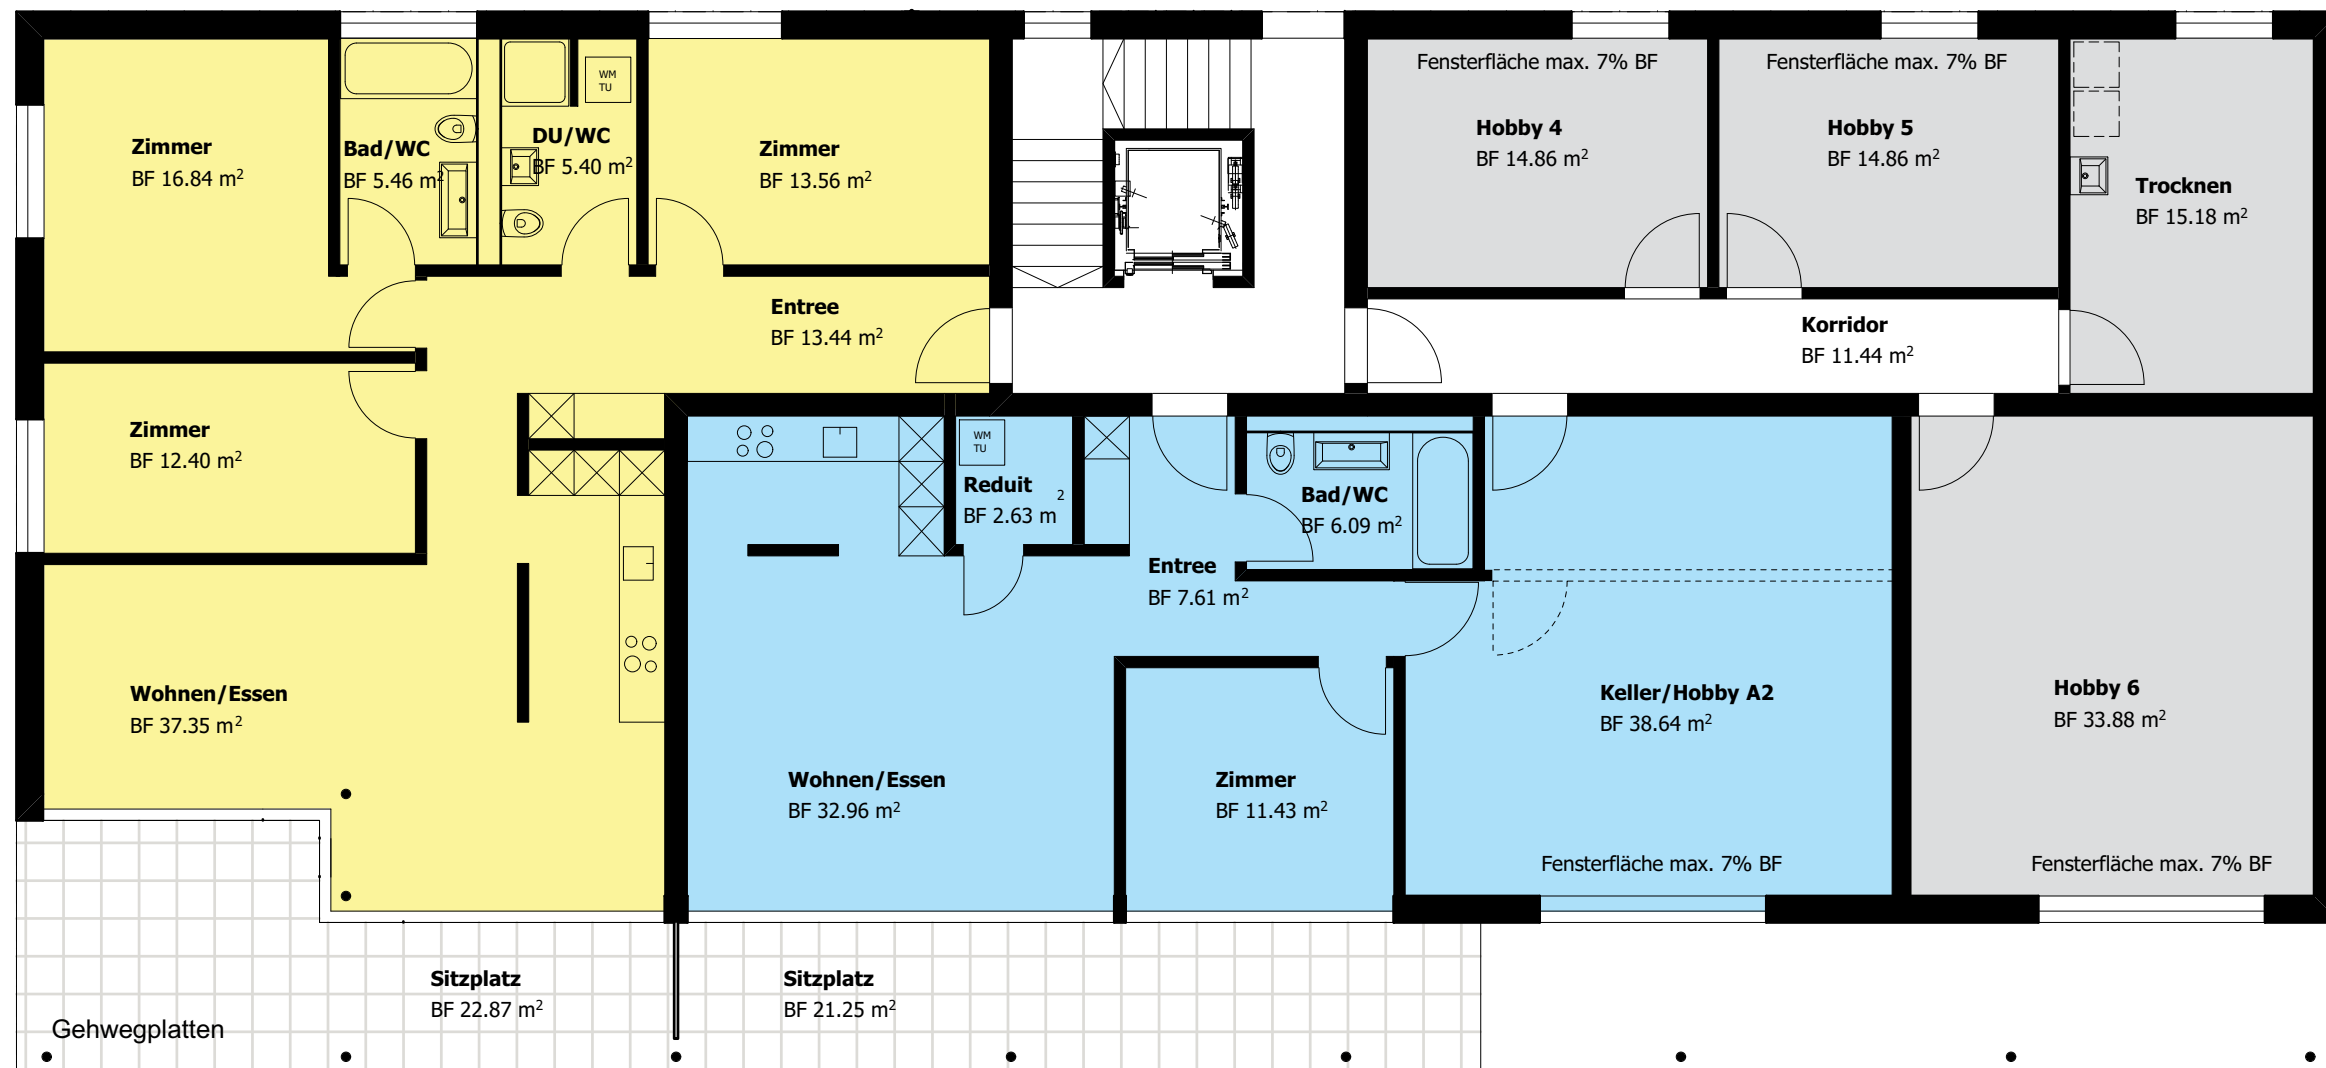 Fensterfläche max. 7% BF
Fensterfläche max. 7% BF
WM
TU
Zimmer
BF 16.84 m²
Bad/WC
BF 5.46 m²
DU/WC
BF 5.40 m²
Zimmer
BF 13.56 m²
Hobby 4
BF 14.86 m²
Hobby 5
BF 14.86 m²
Trocknen
BF 15.18 m²
Entree
BF 13.44 m²
Korridor
BF 11.44 m²
Zimmer
BF 12.40 m²
WM
TU
Reduit
BF 2.63 m²
Bad/WC
BF 6.09 m²
Entree
BF 7.61 m²
Wohnen/Essen
BF 37.35 m²
Keller/Hobby A2
BF 38.64 m²
Hobby 6
BF 33.88 m²
Wohnen/Essen
BF 32.96 m²
Zimmer
BF 11.43 m²
Fensterfläche max. 7% BF
Fensterfläche max. 7% BF
Sitzplatz
BF 22.87 m²
Sitzplatz
BF 21.25 m²
Gehwegplatten